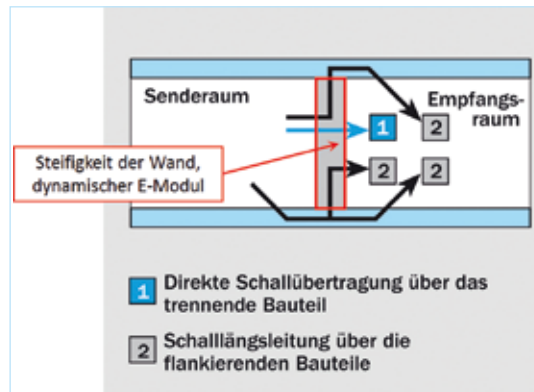 Senderaum
Empfangs-
raum
1
2
2
2
Steifigkeit der Wand,
dynamischer E-Modul
1 Direkte Schallübertragung über das
trennende Bauteil
2 Schalllängsleitung über die
flankierenden Bauteile